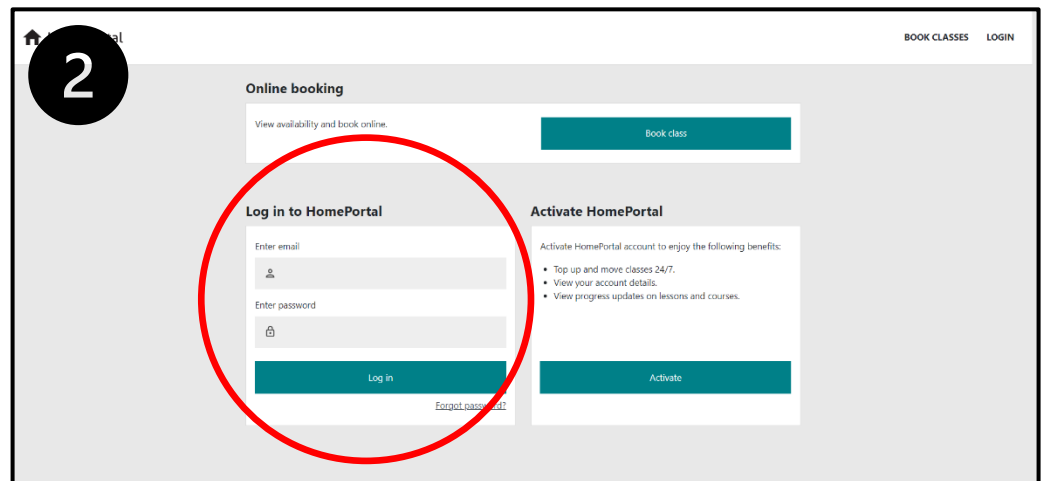 2
BOOK CLASSES LOGIN
Online booking
View availability and book online.
Book class
Log in to HomePortal
Activate HomePortal
Enter email
Enter password
Log in
Forgot password?
Activate HomePortal account to enjoy the following benefits:
• Top up and move classes 24/7.
• View your account details.
• View progress updates on lessons and courses.
Activate